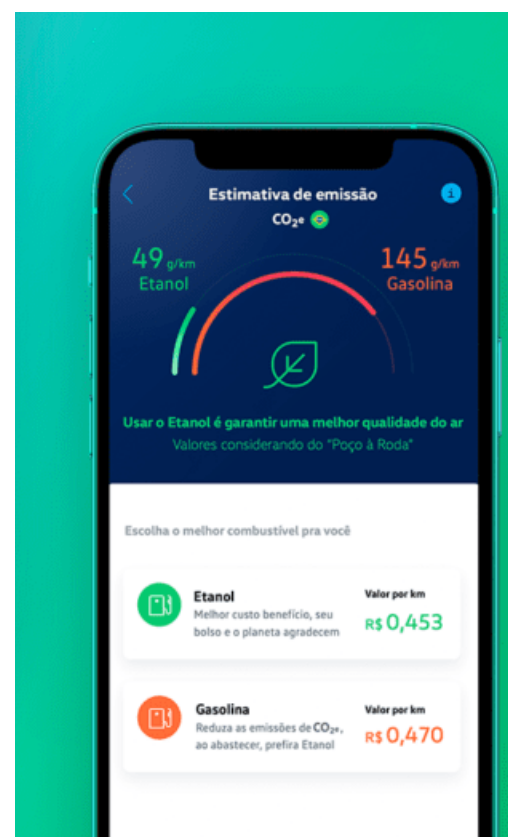 Estimativa de emissão
CO₂e
49 g/km
Etanol
145 g/km
Gasolina
Usar o Etanol é garantir uma melhor qualidade do ar
Valores considerando do "Poço à Roda"
Escolha o melhor combustível pra você
Etanol
Melhor custo benefício, seu
bolso e o planeta agradecem
Valor por km
R$ 0,453
Gasolina
Reduza as emissões de CO₂e,
ao abastecer, prefira Etanol
Valor por km
R$ 0,470